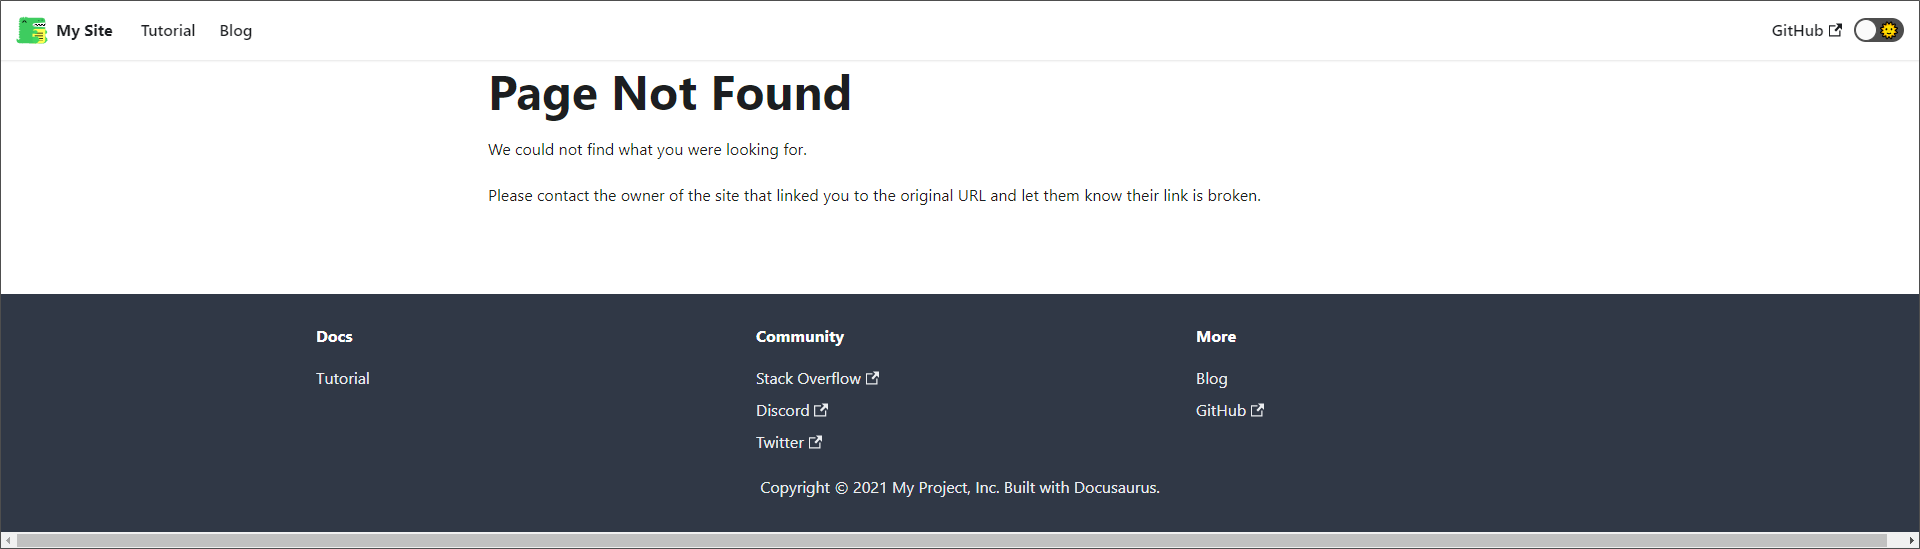 My Site Tutorial Blog GitHub
Page Not Found
We could not find what you were looking for.
Please contact the owner of the site that linked you to the original URL and let them know their link is broken.
Docs Community More
Tutorial Stack Overflow Blog
Discord GitHub
Twitter
Copyright © 2021 My Project, Inc. Built with Docusaurus.